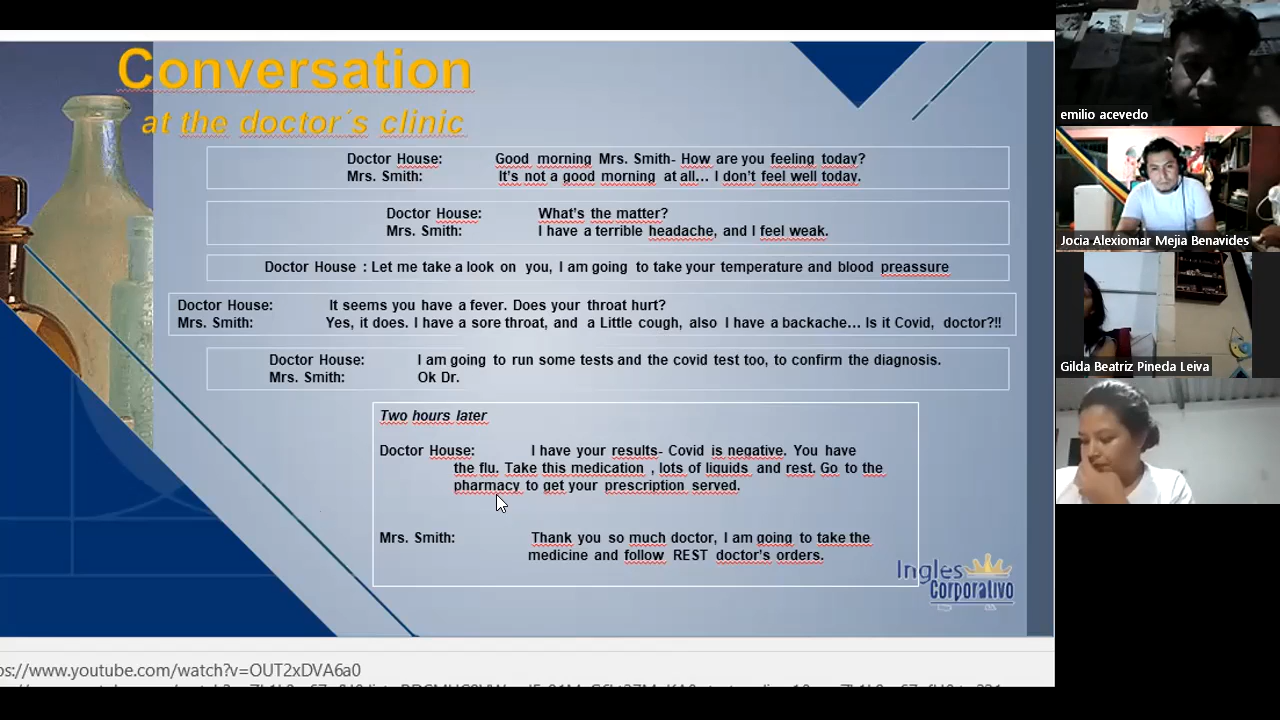 Conversation
at the doctor´s clinic
Doctor House: Good morning Mrs. Smith- How are you feeling today?
Mrs. Smith: It's not a good morning at all... I don't feel well today.
Doctor House: What's the matter?
Mrs. Smith: I have a terrible headache, and I feel weak.
Doctor House : Let me take a look on you, I am going to take your temperature and blood preassure
Doctor House: It seems you have a fever. Does your throat hurt?
Mrs. Smith: Yes, it does. I have a sore throat, and a Little cough, also I have a backache... Is it Covid, doctor?!!
Doctor House: I am going to run some tests and the covid test too, to confirm the diagnosis.
Mrs. Smith: Ok Dr.
Two hours later
Doctor House: I have your results- Covid is negative. You have
the flu. Take this medication , lots of liquids and rest. Go to the
pharmacy to get your prescription served.
Mrs. Smith: Thank you so much doctor, I am going to take the
medicine and follow REST doctor's orders.
Ingles
Corporativo
ps://www.youtube.com/watch?v=OUT2xDVA6a0
emilio acevedo
Jocia Alexiomar Mejia Benavides
Gilda Beatriz Pineda Leiva